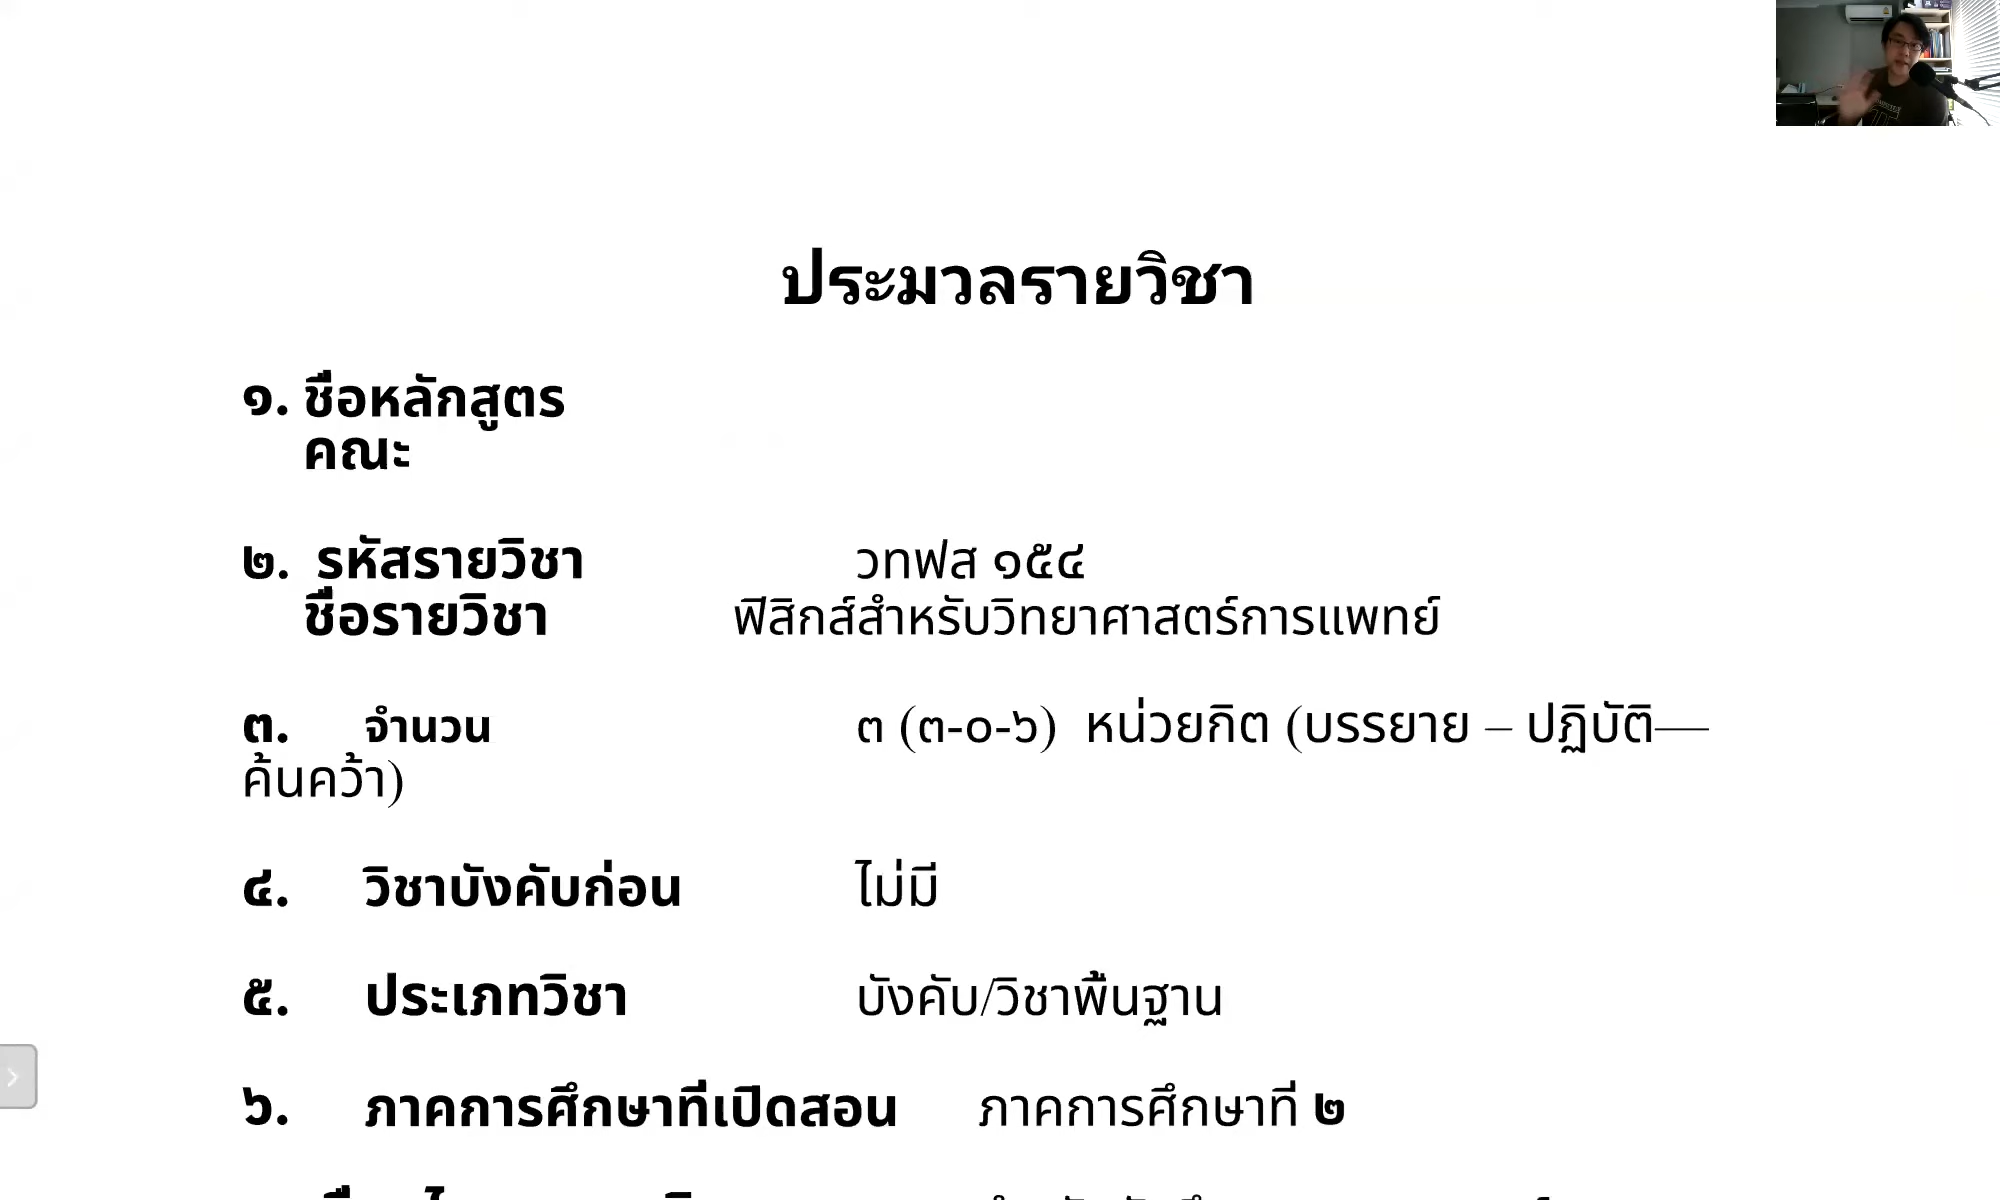 ประมวลรายวิชา
๑. ชื่อหลักสูตร
คณะ
๒. รหัสรายวิชา วทฟส ๑๕๔
ชื่อรายวิชา ฟิสิกส์สำหรับวิทยาศาสตร์การแพทย์
๓. จำนวน ๓ (๓-๐-๖) หน่วยกิต (บรรยาย – ปฏิบัติ—
ค้นคว้า)
๔. วิชาบังคับก่อน ไม่มี
๕. ประเภทวิชา บังคับ/วิชาพื้นฐาน
๖. ภาคการศึกษาที่เปิดสอน ภาคการศึกษาที่ ๒